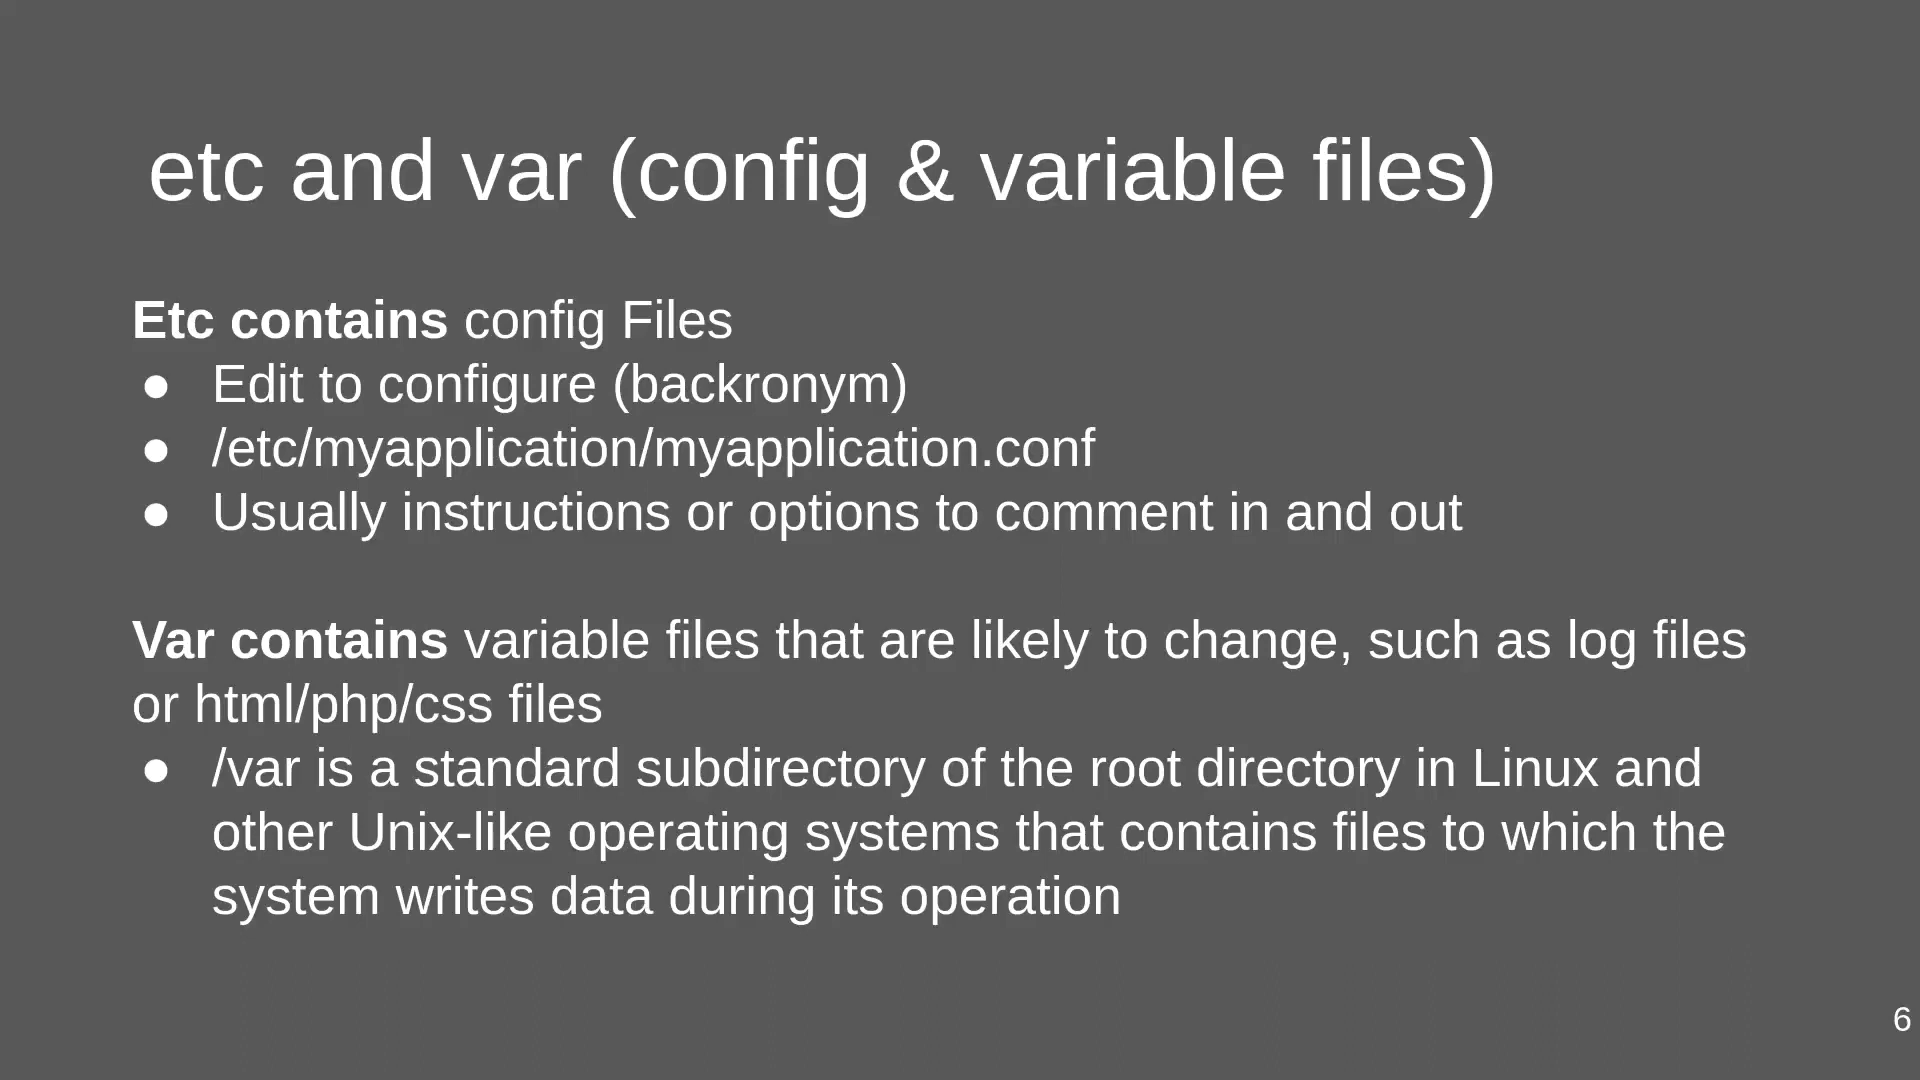 etc and var (config & variable files)
Etc contains config Files
● Edit to configure (backronym)
● /etc/myapplication/myapplication.conf
● Usually instructions or options to comment in and out
Var contains variable files that are likely to change, such as log files
or html/php/css files
● /var is a standard subdirectory of the root directory in Linux and
other Unix-like operating systems that contains files to which the
system writes data during its operation
6